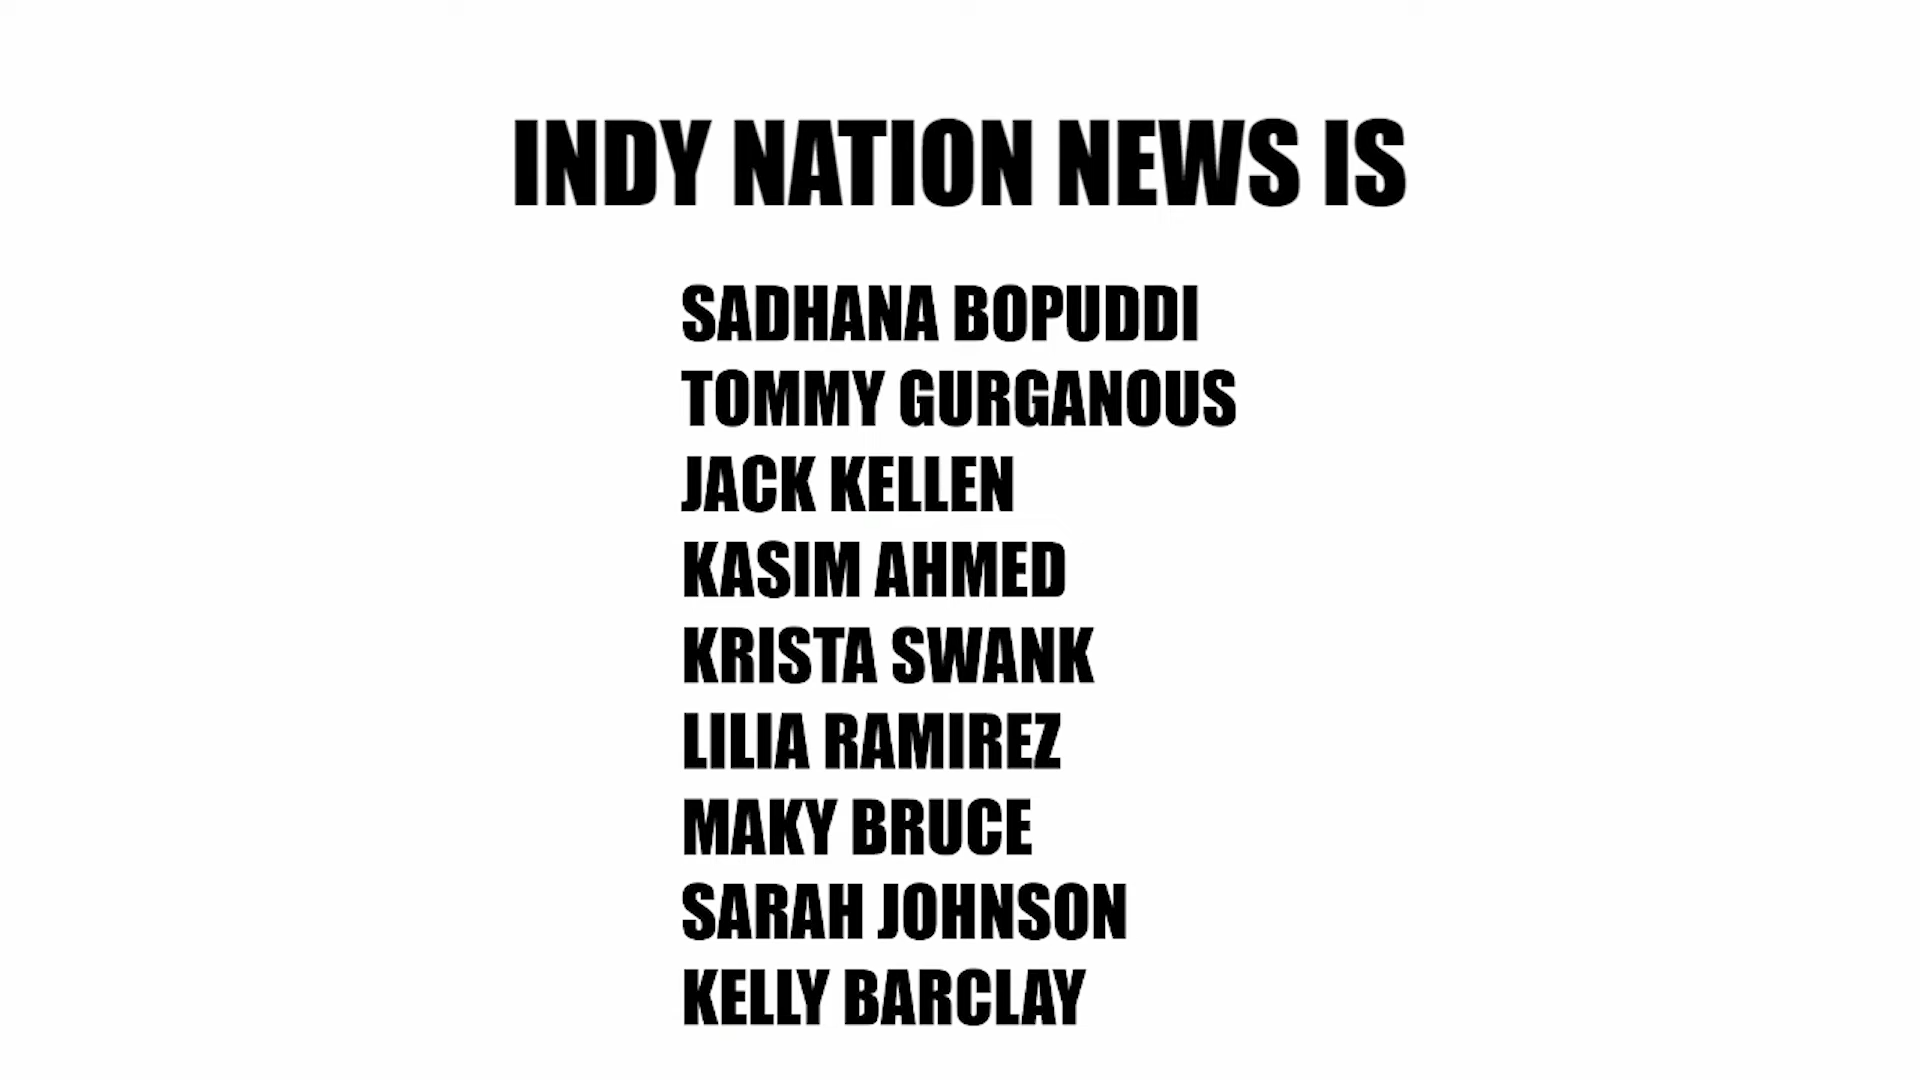 INDY NATION NEWS IS
SADHANA BOPUDDI
TOMMY GURGANOUS
JACK KELLEN
KASIM AHMED
KRISTA SWANK
LILIA RAMIREZ
MAKY BRUCE
SARAH JOHNSON
KELLY BARCLAY